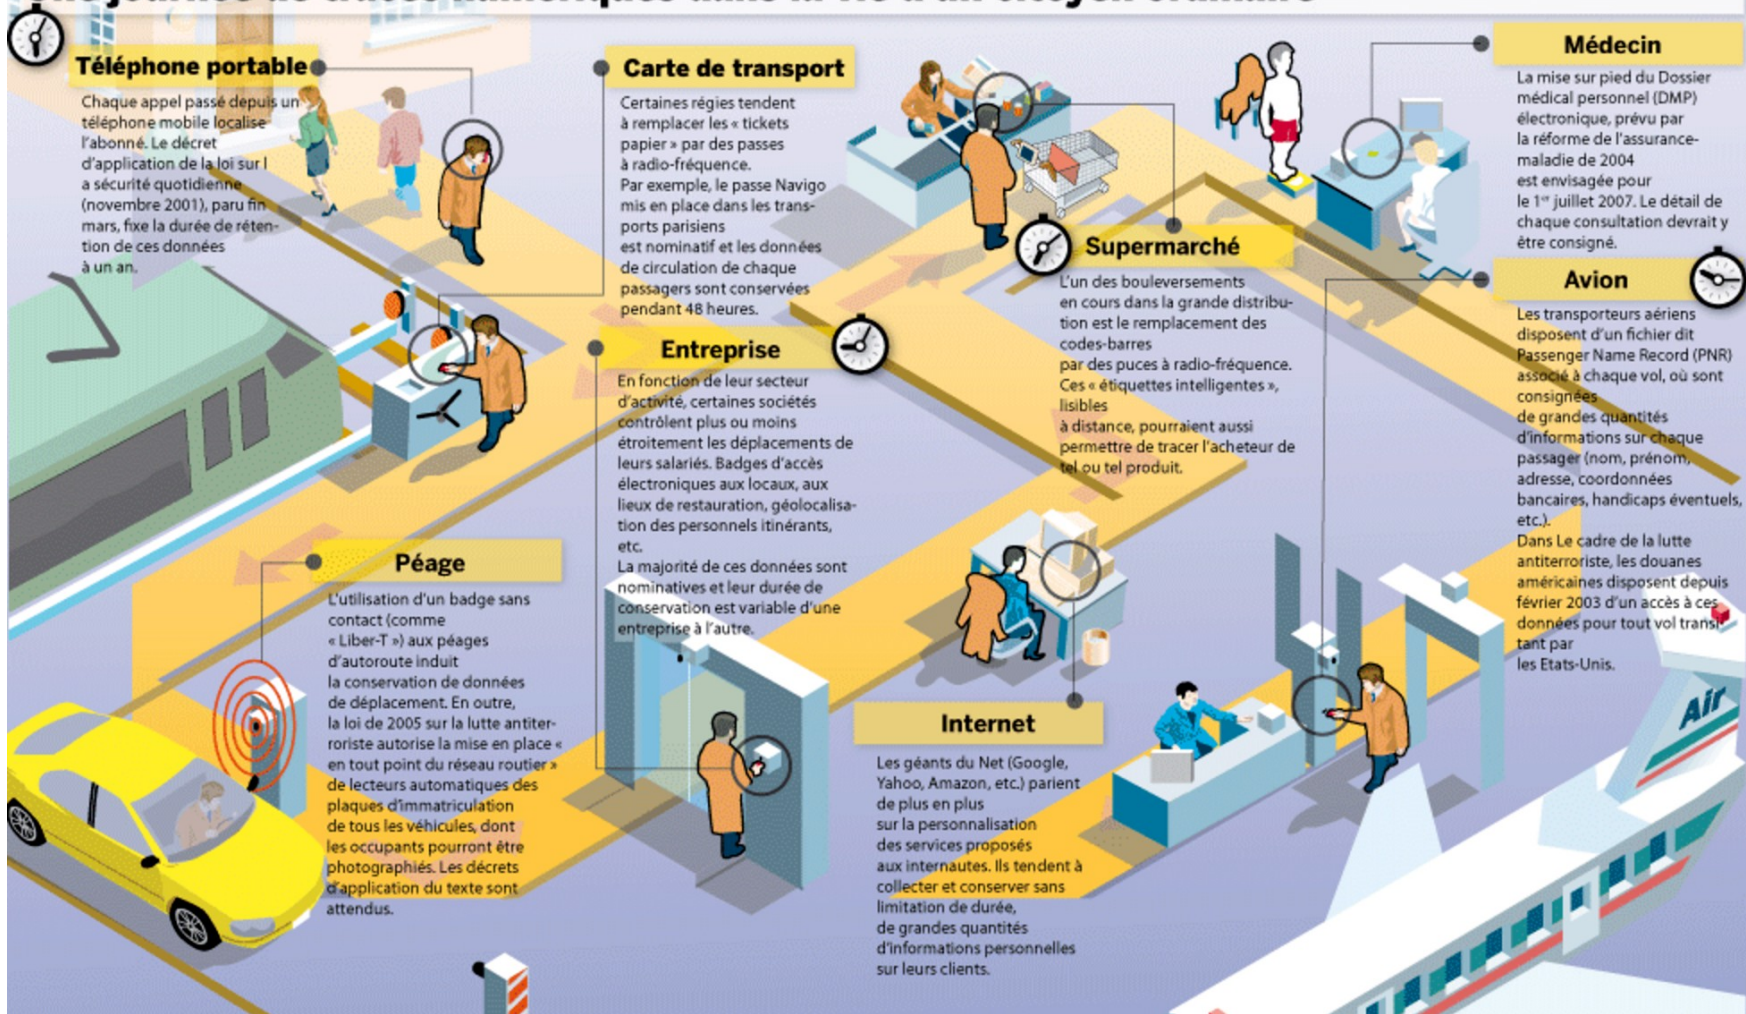 Une journée de traces numériques dans la vie d'un citoyen ordinaire
Téléphone portable
Chaque appel passé depuis un
téléphone mobile localise
l'abonné. Le décret
d'application de la loi sur l
a sécurité quotidienne
(novembre 2001), paru fin
mars, fixe la durée de réten-
tion de ces données
à un an.
Carte de transport
Certaines régies tendent
à remplacer les « tickets
papier » par des passes
à radio-fréquence.
Par exemple, le passe Navigo
mis en place dans les trans-
ports parisiens
est nominatif et les données
de circulation de chaque
passagers sont conservées
pendant 48 heures.
Entreprise
En fonction de leur secteur
d'activité, certaines sociétés
contrôlent plus ou moins
étroitement les déplacements de
leurs salariés. Badges d'accès
électroniques aux locaux, aux
lieux de restauration, géolocalisa-
tion des personnels itinérants,
etc.
La majorité de ces données sont
nominatives et leur durée de
conservation est variable d'une
entreprise à l'autre.
Péage
L'utilisation d'un badge sans
contact (comme
« Liber-T ») aux péages
d'autoroute induit
la conservation de données
de déplacement. En outre,
la loi de 2005 sur la lutte antiter-
roriste autorise la mise en place «
en tout point du réseau routier »
de lecteurs automatiques des
plaques d'immatriculation
de tous les véhicules, dont
les occupants pourront être
photographiés. Les décrets
d'application du texte sont
attendus.
Supermarché
L'un des bouleversements
en cours dans la grande distribu-
tion est le remplacement des
codes-barres
par des puces à radio-fréquence.
Ces « étiquettes intelligentes »,
lisibles
à distance, pourraient aussi
permettre de tracer l'acheteur de
tel ou tel produit.
Internet
Les géants du Net (Google,
Yahoo, Amazon, etc.) parient
de plus en plus
sur la personnalisation
des services proposés
aux internautes. Ils tendent à
collecter et conserver sans
limitation de durée,
de grandes quantités
d'informations personnelles
sur leurs clients.
Médecin
La mise sur pied du Dossier
médical personnel (DMP)
électronique, prévu par
la réforme de l'assurance-
maladie de 2004
est envisagée pour
le 1er juillet 2007. Le détail de
chaque consultation devrait y
être consigné.
Avion
Les transporteurs aériens
disposent d'un fichier dit
Passenger Name Record (PNR)
associé à chaque vol, où sont
consignées
de grandes quantités
d'informations sur chaque
passager (nom, prénom,
adresse, coordonnées
bancaires, handicaps éventuels,
etc.).
Dans Le cadre de la lutte
antiterroriste, les douanes
américaines disposent depuis
février 2003 d'un accès à ces
données pour tout vol transi-
tant par
les Etats-Unis.
Air